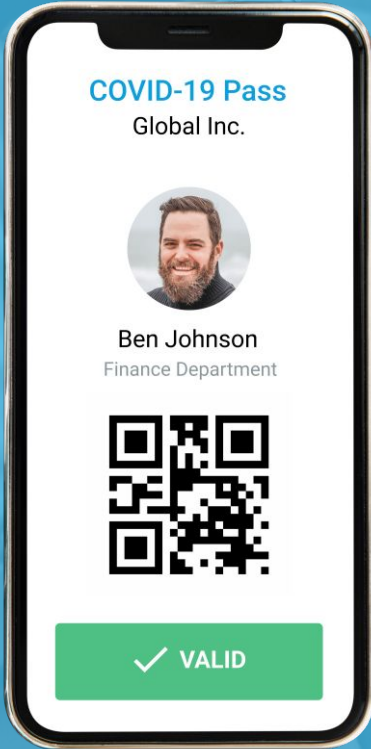 COVID-19 Pass
Global Inc.
Ben Johnson
Finance Department
VALID